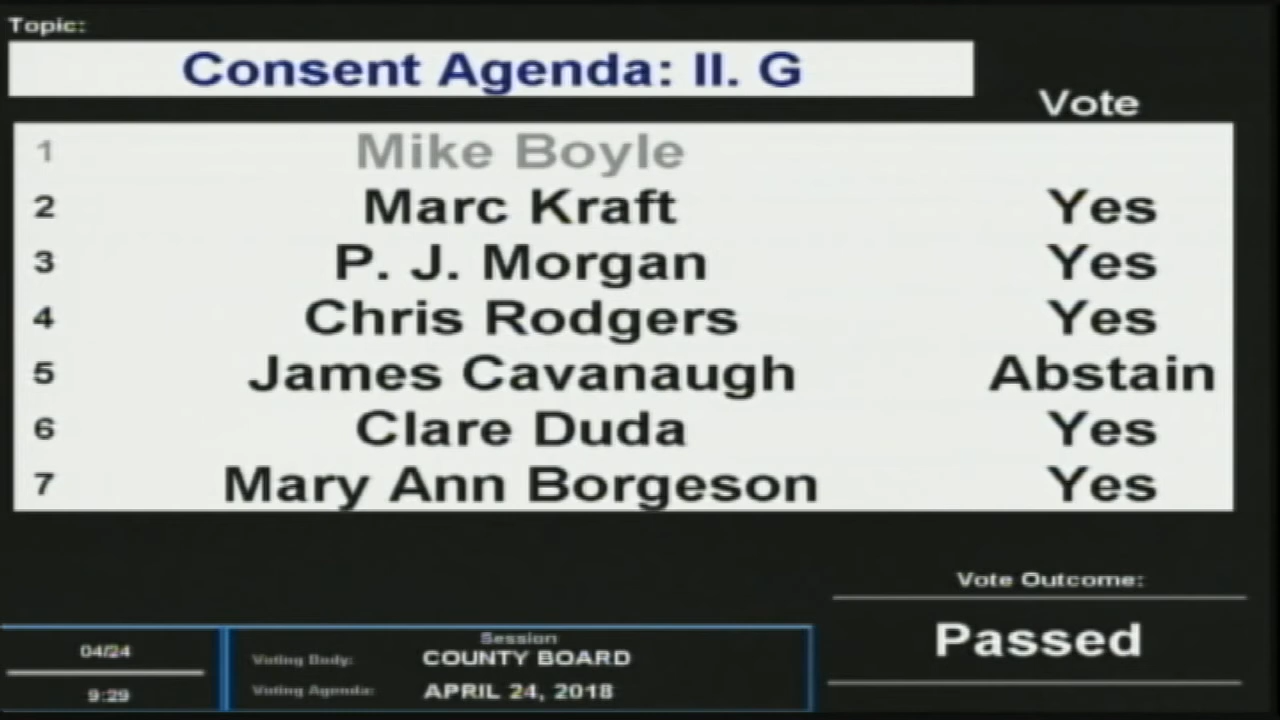 Topic:
Consent Agenda: II. G
Vote
1 Mike Boyle
2 Marc Kraft Yes
3 P. J. Morgan Yes
4 Chris Rodgers Yes
5 James Cavanaugh Abstain
6 Clare Duda Yes
7 Mary Ann Borgeson Yes
Vote Outcome:
Passed
04/24
9:29
Session
Voting Body: COUNTY BOARD
Voting Agenda: APRIL 24, 2018